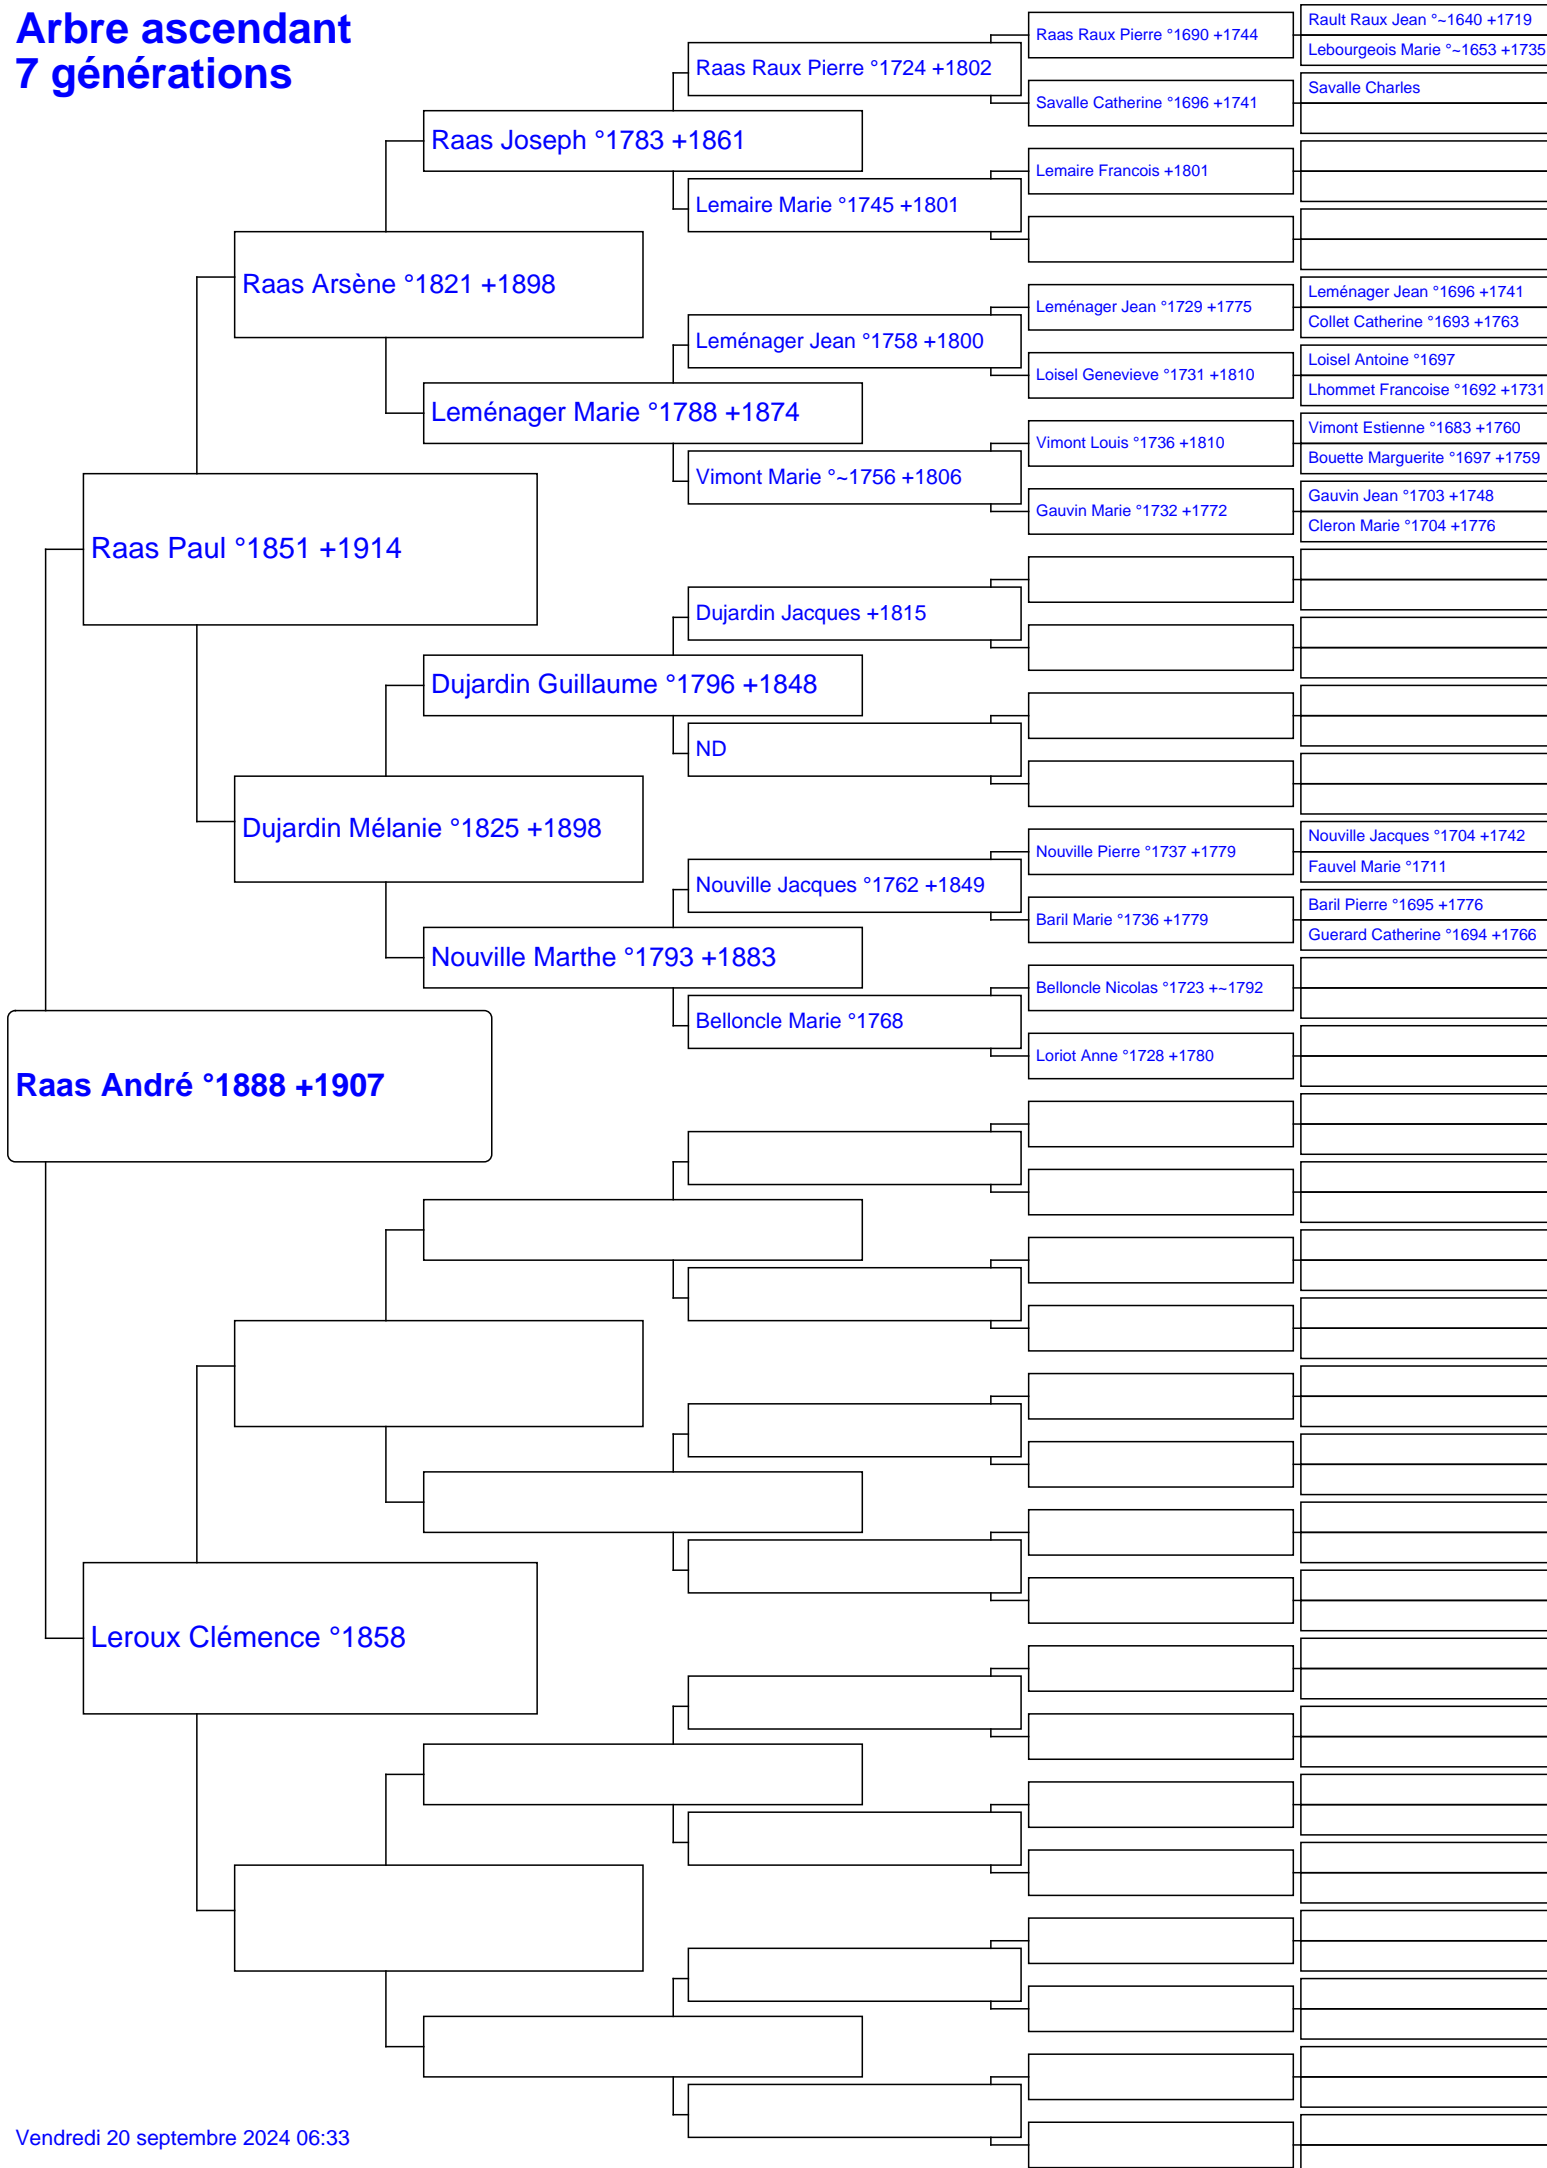 Arbre ascendant
7 générations
Raas André °1888 +1907
Raas Paul °1851 +1914
Leroux Clémence °1858
Raas Arsène °1821 +1898
Dujardin Mélanie °1825 +1898
Raas Joseph °1783 +1861
Leménager Marie °1788 +1874
Dujardin Guillaume °1796 +1848
Nouville Marthe °1793 +1883
Raas Raux Pierre °1724 +1802
Lemaire Marie °1745 +1801
Leménager Jean °1758 +1800
Vimont Marie °~1756 +1806
Dujardin Jacques +1815
ND
Nouville Jacques °1762 +1849
Belloncle Marie °1768
Raas Raux Pierre °1690 +1744
Savalle Catherine °1696 +1741
Lemaire Francois +1801
Leménager Jean °1729 +1775
Loisel Genevieve °1731 +1810
Vimont Louis °1736 +1810
Gauvin Marie °1732 +1772
Nouville Pierre °1737 +1779
Baril Marie °1736 +1779
Belloncle Nicolas °1723 +~1792
Loriot Anne °1728 +1780
Rault Raux Jean °~1640 +1719
Lebourgeois Marie °~1653 +1735
Savalle Charles
Leménager Jean °1696 +1741
Collet Catherine °1693 +1763
Loisel Antoine °1697
Lhommet Francoise °1692 +1731
Vimont Estienne °1683 +1760
Bouette Marguerite °1697 +1759
Gauvin Jean °1703 +1748
Cleron Marie °1704 +1776
Nouville Jacques °1704 +1742
Fauvel Marie °1711
Baril Pierre °1695 +1776
Guerard Catherine °1694 +1766
Vendredi 20 septembre 2024 06:33